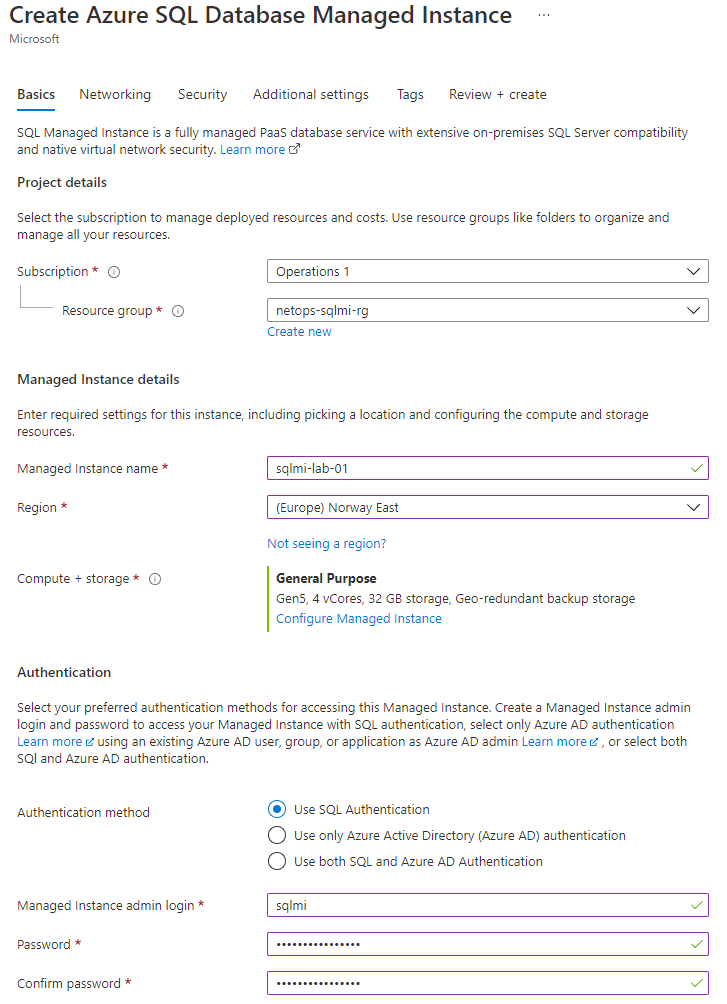 Create Azure SQL Database Managed Instance ...
Microsoft
Basics Networking Security Additional settings Tags Review + create
SQL Managed Instance is a fully managed PaaS database service with extensive on-premises SQL Server compatibility
and native virtual network security. Learn more
Project details
Select the subscription to manage deployed resources and costs. Use resource groups like folders to organize and
manage all your resources.
Subscription * Operations 1
Resource group * netops-sqlmi-rg
Create new
Managed Instance details
Enter required settings for this instance, including picking a location and configuring the compute and storage
resources.
Managed Instance name * sqlmi-lab-01
Region * (Europe) Norway East
Not seeing a region?
Compute + storage * General Purpose
Gen5, 4 vCores, 32 GB storage, Geo-redundant backup storage
Configure Managed Instance
Authentication
Select your preferred authentication methods for accessing this Managed Instance. Create a Managed Instance admin
login and password to access your Managed Instance with SQL authentication, select only Azure AD authentication
Learn more using an existing Azure AD user, group, or application as Azure AD admin Learn more , or select both
SQl and Azure AD authentication.
Authentication method Use SQL Authentication
Use only Azure Active Directory (Azure AD) authentication
Use both SQL and Azure AD Authentication
Managed Instance admin login * sqlmi
Password * ••••••••••••••••
Confirm password * ••••••••••••••••